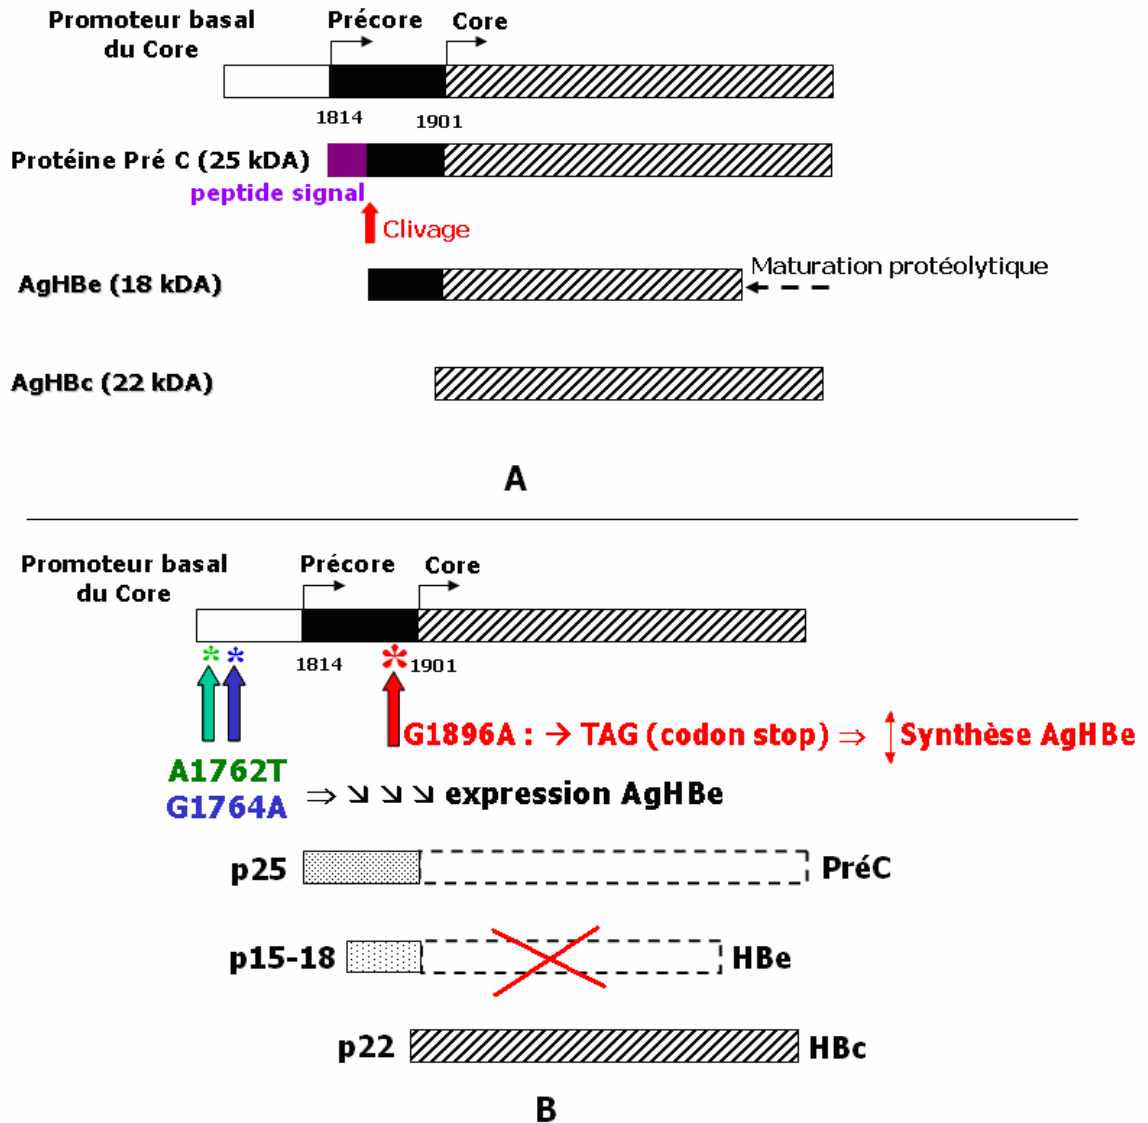 Promoteur basal
du Core
Précore
Core
1814
1901
Protéine Pré C (25 kDA)
peptide signal
Clivage
Maturation protéolytique
AgHBe (18 kDA)
AgHBc (22 kDA)
A
Promoteur basal
du Core
Précore
Core
* * *
1814
1901
G1896A : → TAG (codon stop) ⇒ ↕ Synthèse AgHBe
A1762T
G1764A
⇒ ↘ ↘ ↘ expression AgHBe
p25
PréC
p15-18
HBe
p22
HBc
B